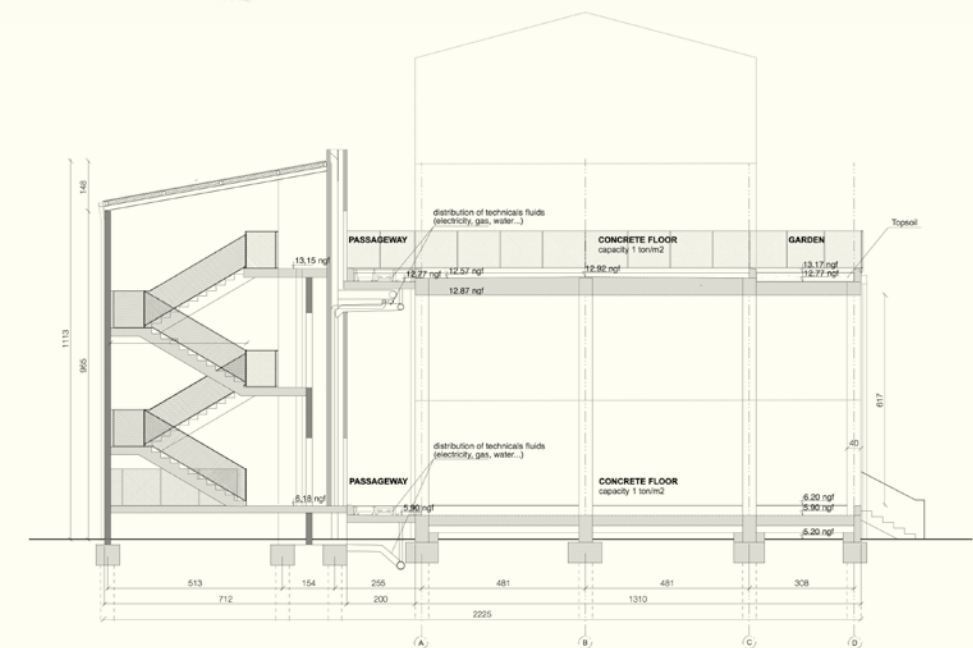 148
1113
965
13,15 ngf
distribution of technicals fluids
(electricity, gas, water...)
PASSAGEWAY
CONCRETE FLOOR
capacity 1 ton/m2
GARDEN
Topsoil
12.77 ngf
12.57 ngf
12.92 ngf
13.17 ngf
12.77 ngf
12.87 ngf
617
40
distribution of technicals fluids
(electricity, gas, water...)
PASSAGEWAY
CONCRETE FLOOR
capacity 1 ton/m2
6,18 ngf
5,90 ngf
6.20 ngf
5.90 ngf
5.20 ngf
513
154
255
481
481
308
712
200
1310
2225
A
B
C
D